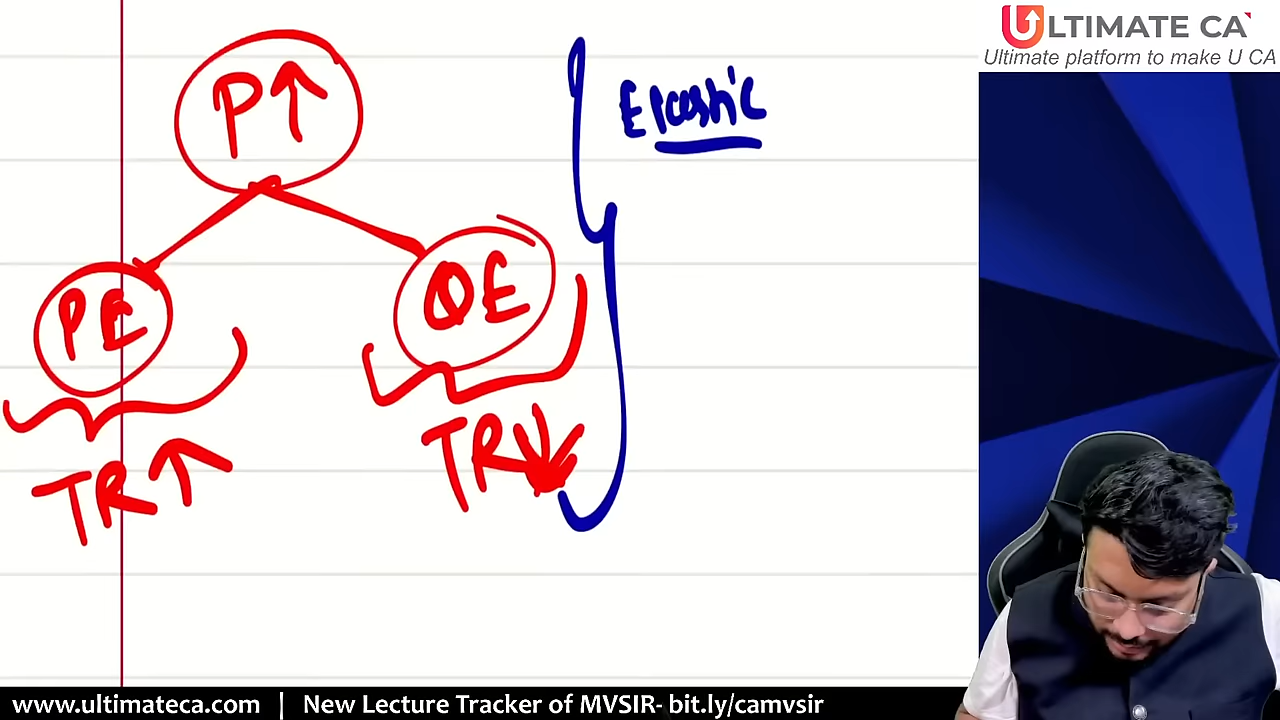 ULTIMATE CA
Ultimate platform to make U CA
P↑
Elastic
PE
QE
TR↑
TR↓
www.ultimateca.com | New Lecture Tracker of MVSIR- bit.ly/camvsir